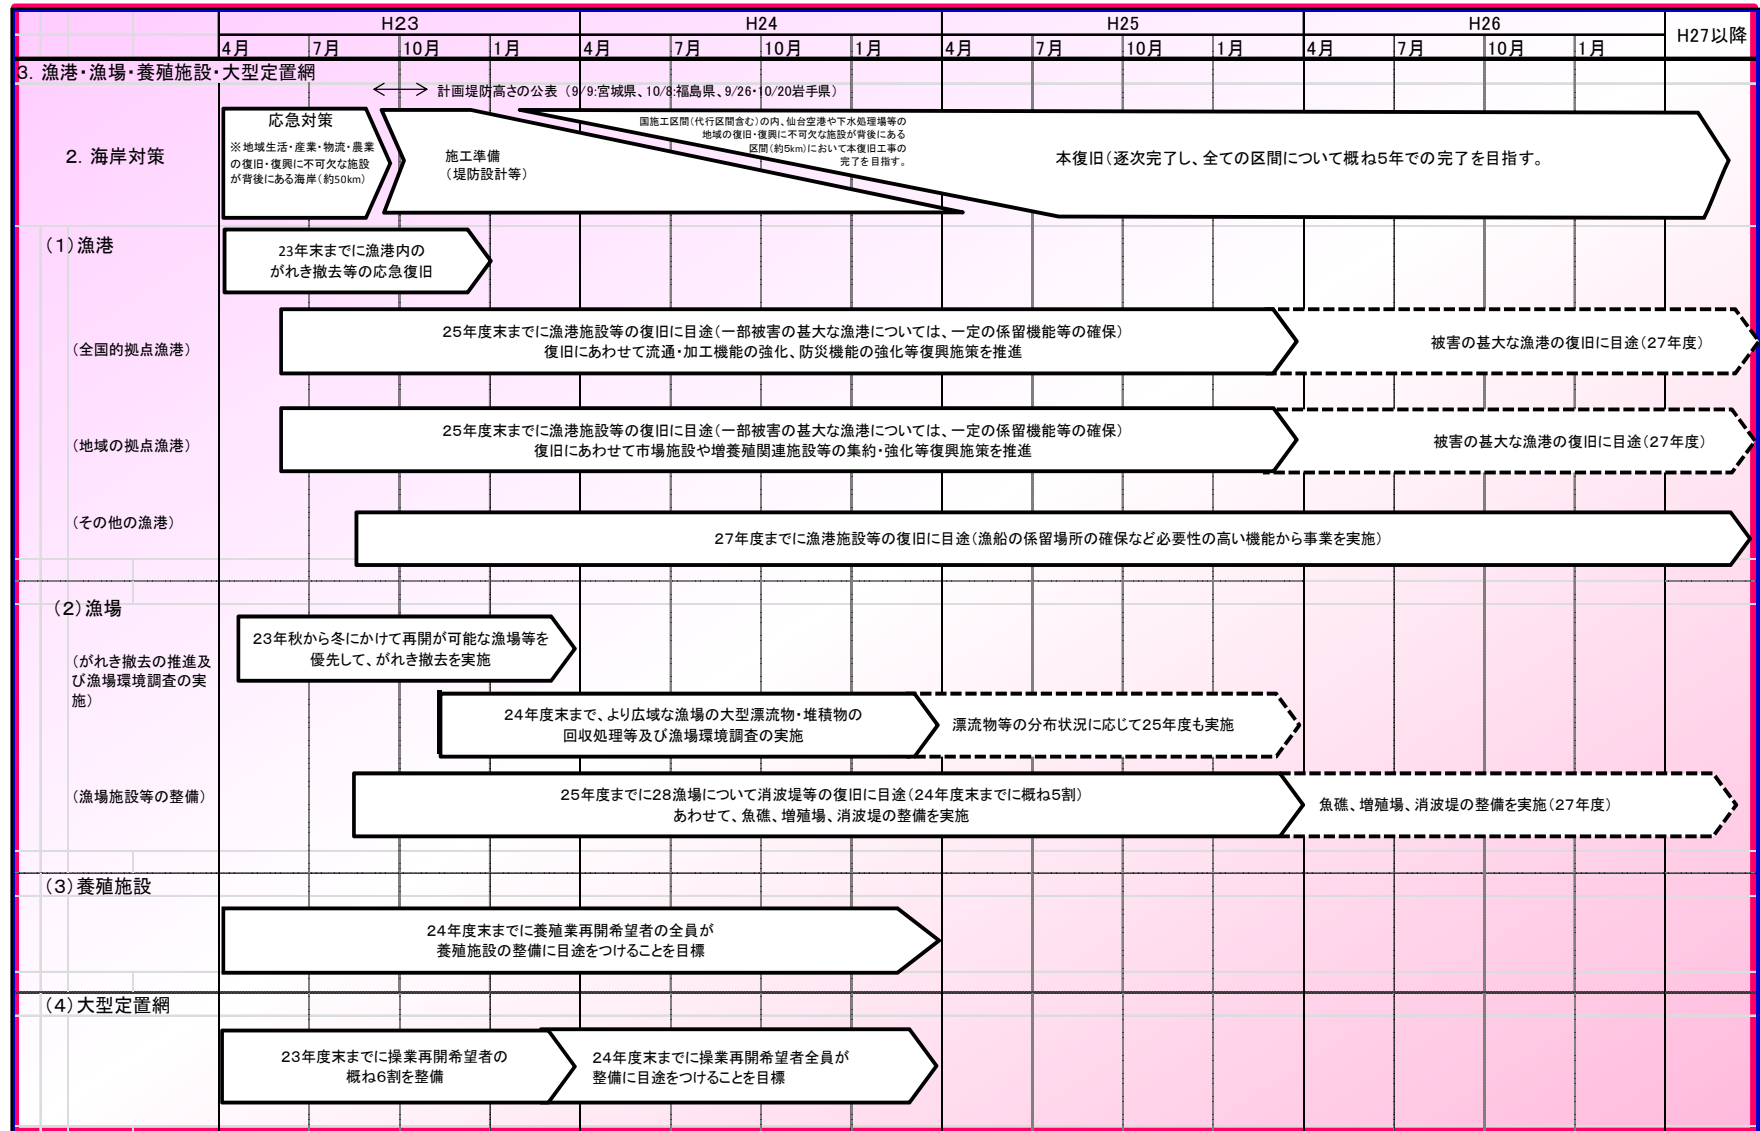 H23
H24
H25
H26
H27以降
4月
7月
10月
1月
4月
7月
10月
1月
4月
7月
10月
1月
4月
7月
10月
1月
3. 漁港・漁場・養殖施設・大型定置網
計画堤防高さの公表（9/9:宮城県、10/8:福島県、9/26・10/20岩手県）
2. 海岸対策
応急対策
※地域生活・産業・物流・農業
の復旧・復興に不可欠な施設
が背後にある海岸（約50km）
施工準備
（堤防設計等）
国施工区間（代行区間含む）の内、仙台空港や下水処理場等の
地域の復旧・復興に不可欠な施設が背後にある
区間（約5km）において本復旧工事の
完了を目指す。
本復旧（逐次完了し、全ての区間について概ね5年での完了を目指す。
（1）漁港
23年末までに漁港内の
がれき撤去等の応急復旧
（全国的拠点漁港）
25年度末までに漁港施設等の復旧に目途（一部被害の甚大な漁港については、一定の係留機能等の確保）
復旧にあわせて流通・加工機能の強化、防災機能の強化等復興施策を推進
被害の甚大な漁港の復旧に目途（27年度）
（地域の拠点漁港）
25年度末までに漁港施設等の復旧に目途（一部被害の甚大な漁港については、一定の係留機能等の確保）
復旧にあわせて市場施設や増養殖関連施設等の集約・強化等復興施策を推進
被害の甚大な漁港の復旧に目途（27年度）
（その他の漁港）
27年度までに漁港施設等の復旧に目途（漁船の係留場所の確保など必要性の高い機能から事業を実施）
（2）漁場
（がれき撤去の推進及
び漁場環境調査の実
施）
23年秋から冬にかけて再開が可能な漁場等を
優先して、がれき撤去を実施
24年度末まで、より広域な漁場の大型漂流物・堆積物の
回収処理等及び漁場環境調査の実施
漂流物等の分布状況に応じて25年度も実施
（漁場施設等の整備）
25年度までに28漁場について消波堤等の復旧に目途（24年度末までに概ね5割）
あわせて、魚礁、増殖場、消波堤の整備を実施
魚礁、増殖場、消波堤の整備を実施（27年度）
（3）養殖施設
24年度末までに養殖業再開希望者の全員が
養殖施設の整備に目途をつけることを目標
（4）大型定置網
23年度末までに操業再開希望者の
概ね6割を整備
24年度末までに操業再開希望者全員が
整備に目途をつけることを目標